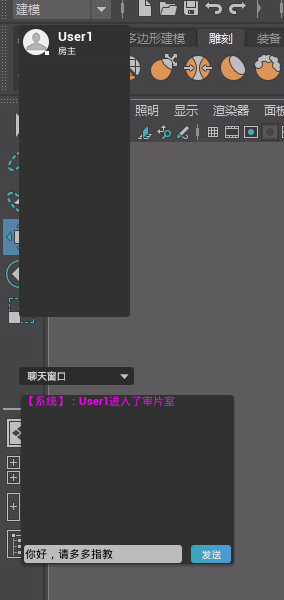 建模
User1
房主
多边形建模 雕刻 装备
照明 显示 渲染器 面板
聊天窗口
【系统】：User1进入了审片室
你好，请多多指教
发送